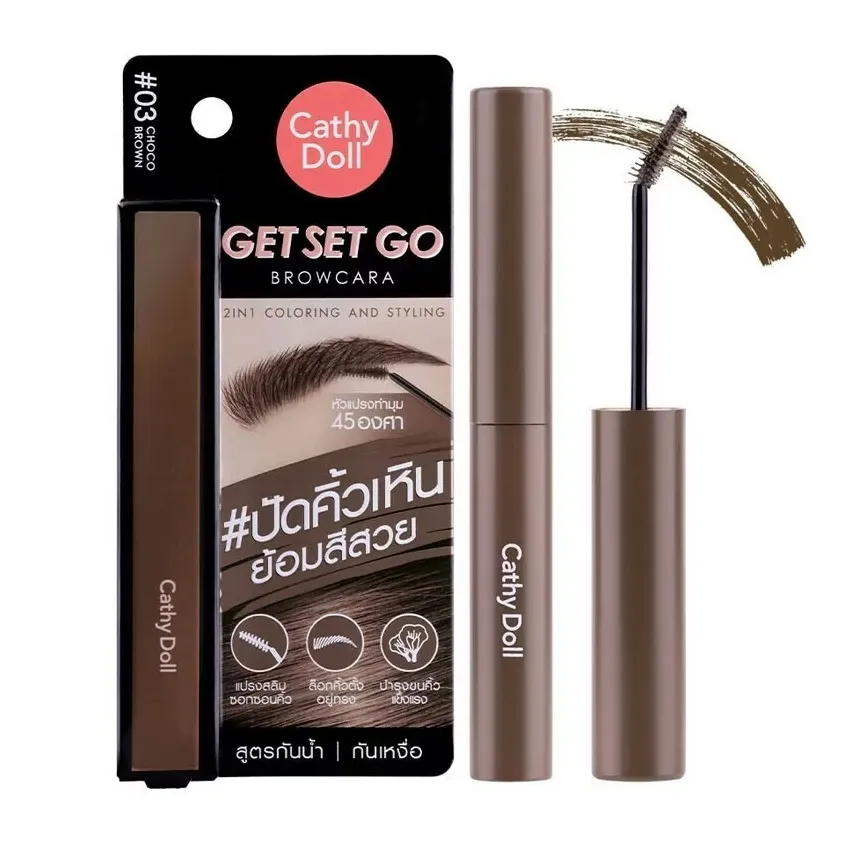 #03
CHOCO
BROWN
Cathy
Doll
GET SET GO
BROWCARA
2IN1 COLORING AND STYLING
หัวแปรงทำมุม
45องศา
#ปัดคิ้วเหิน
ย้อมสีสวย
แปรงสลิม
ซอกซอนคิ้ว
ล็อกคิ้วตั้ง
อยู่ทรง
บำรุงขนคิ้ว
แข็งแรง
สูตรกันน้ำ | กันเหงื่อ
Cathy Doll
Cathy Doll